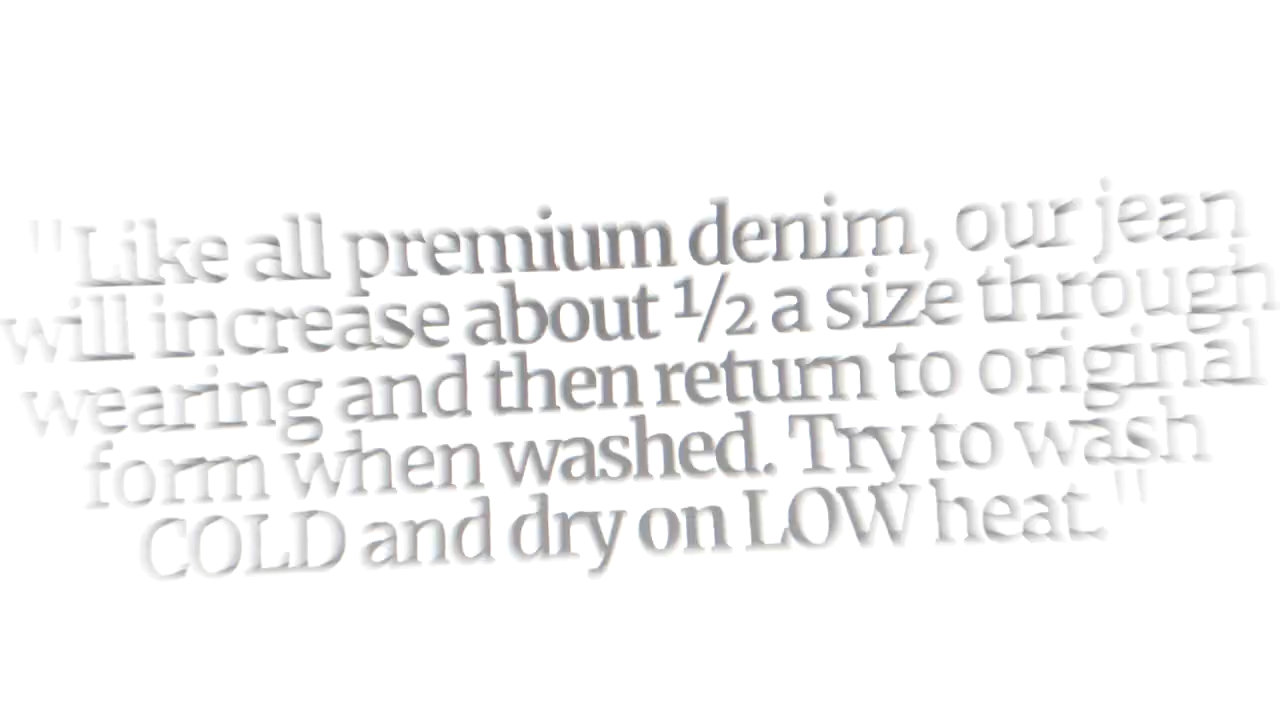 "Like all premium denim, our jean
will increase about ½ a size through
wearing and then return to original
form when washed. Try to wash
COLD and dry on LOW heat."